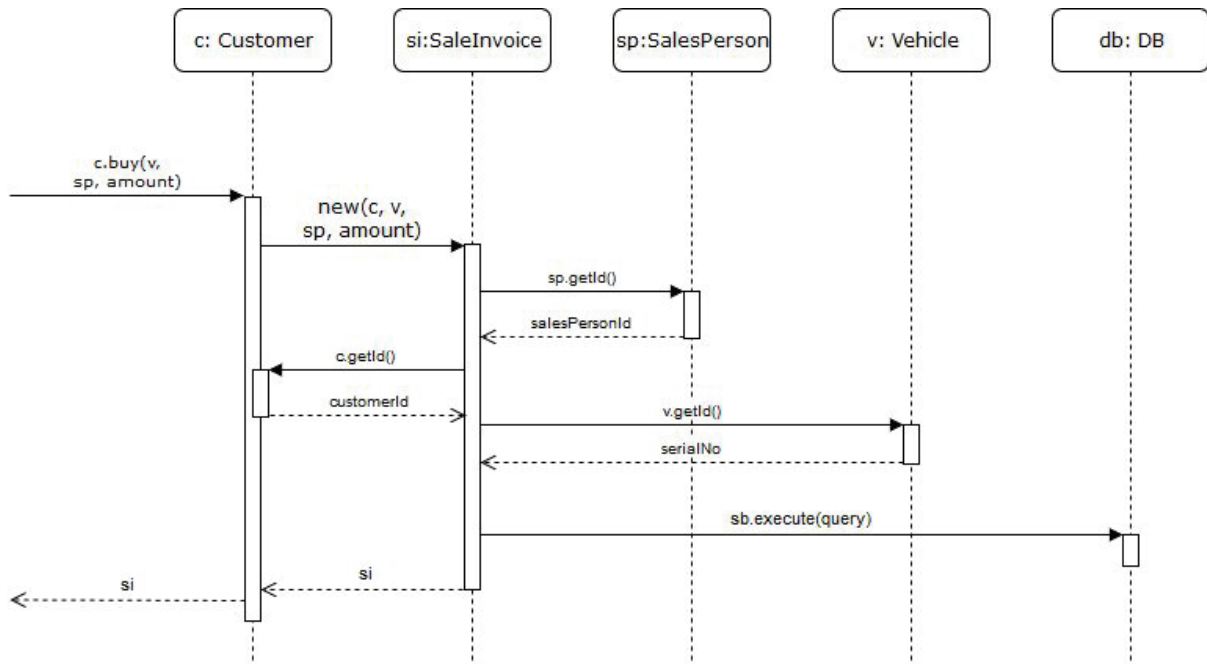 c: Customer
si:SaleInvoice
sp:SalesPerson
v: Vehicle
db: DB
c.buy(v,
sp, amount)
new(c, v,
sp, amount)
sp.getId()
salesPersonId
c.getId()
customerId
v.getId()
serialNo
sb.execute(query)
si
si